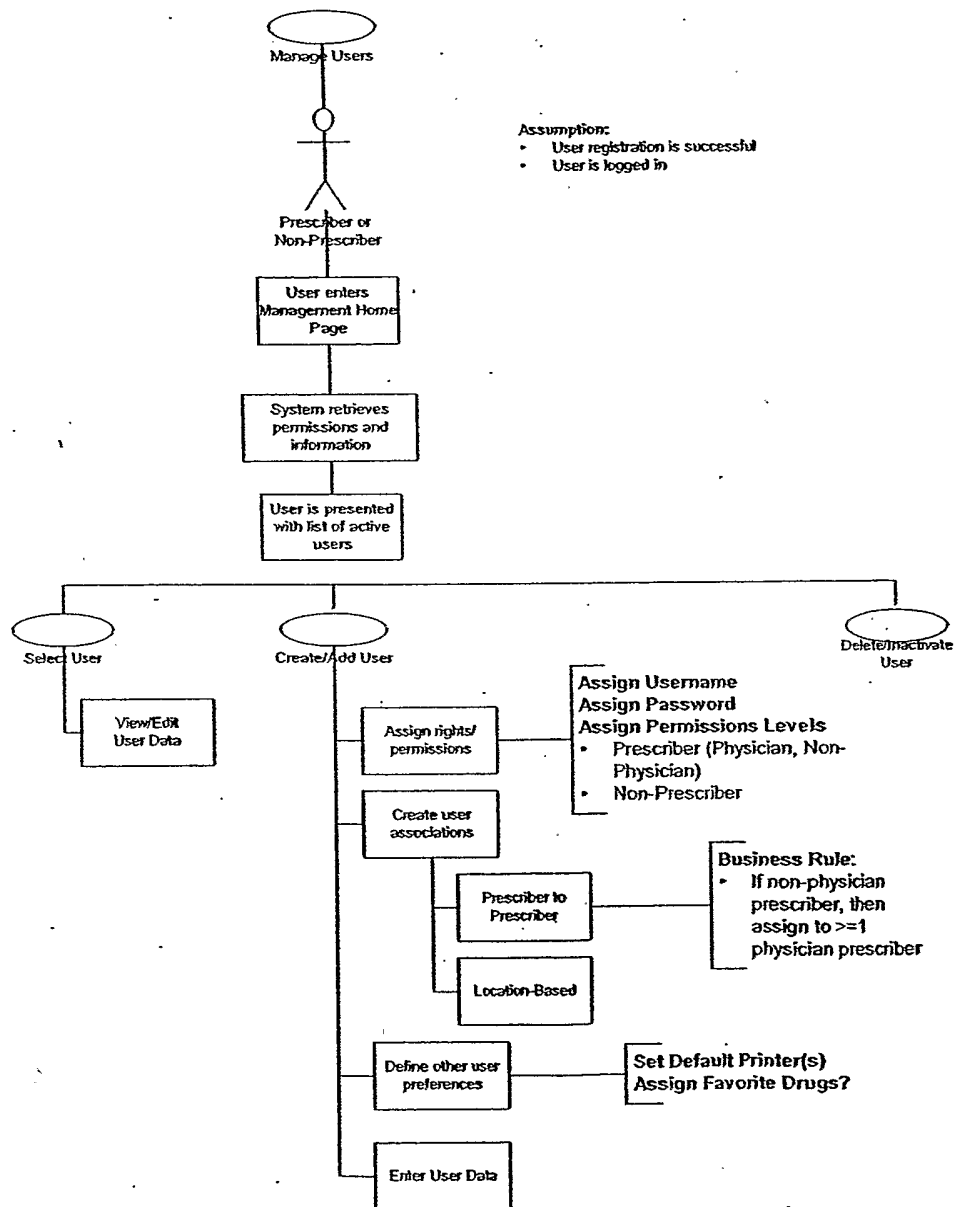 Manage Users
Assumption:
• User registration is successful
• User is logged in
Prescriber or
Non-Prescriber
User enters
Management Home
Page
System retrieves
permissions and
information
User is presented
with list of active
users
Select User
Create/Add User
Delete/Inactivate
User
View/Edit
User Data
Assign rights/
permissions
Assign Username
Assign Password
Assign Permissions Levels
• Prescriber (Physician, Non-
Physician)
• Non-Prescriber
Create user
associations
Prescriber to
Prescriber
Business Rule:
• If non-physician
prescriber, then
assign to >=1
physician prescriber
Location-Based
Define other user
preferences
Set Default Printer(s)
Assign Favorite Drugs?
Enter User Data